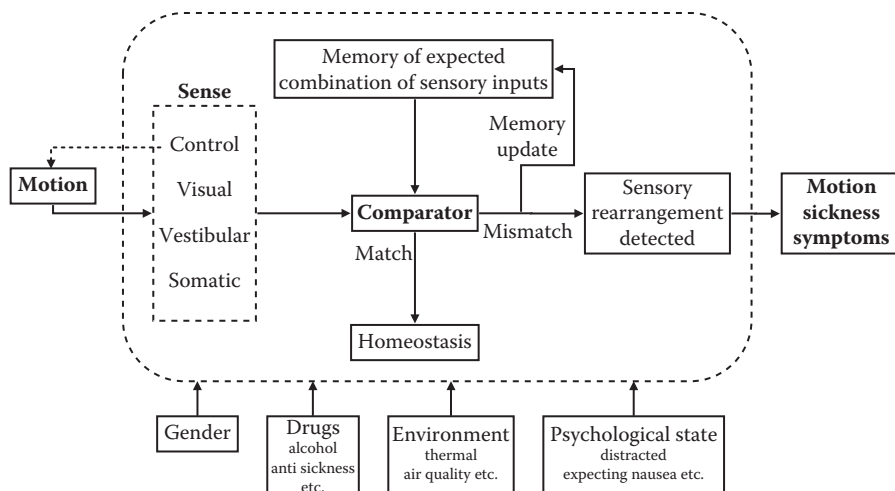 Memory of expected
combination of sensory inputs
Sense
Control
Visual
Vestibular
Somatic
Motion
Memory
update
Comparator
Mismatch
Match
Sensory
rearrangement
detected
Motion
sickness
symptoms
Homeostasis
Gender
Drugs
alcohol
anti sickness
etc.
Environment
thermal
air quality etc.
Psychological state
distracted
expecting nausea etc.